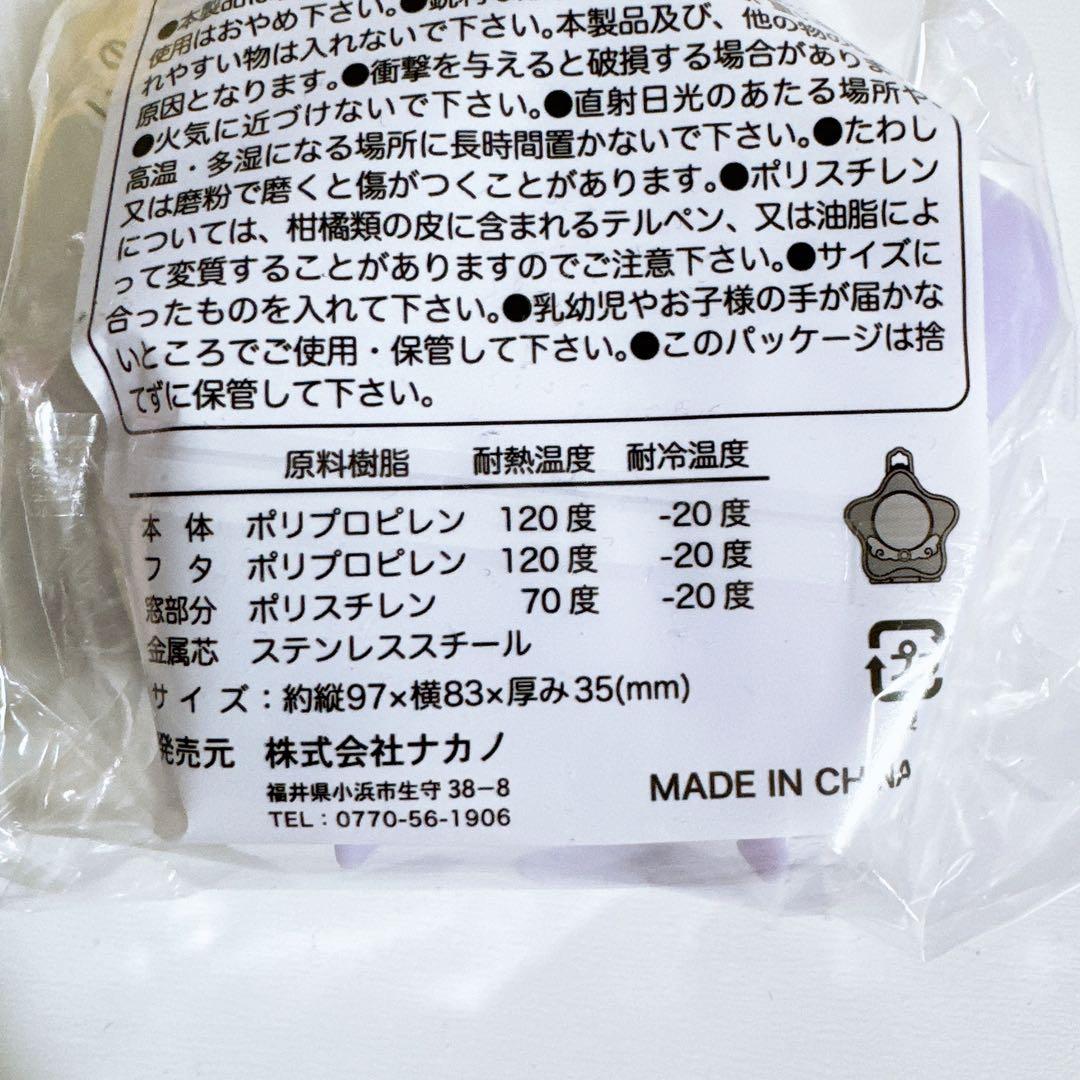 ●本製品
使用はおやめ下さい。●鋭利
れやすい物は入れないで下さい。本製品及び、他の物の
原因となります。●衝撃を与えると破損する場合がありま
●火気に近づけないで下さい。●直射日光のあたる場所や
高温・多湿になる場所に長時間置かないで下さい。●たわし
又は磨粉で磨くと傷がつくことがあります。●ポリスチレン
については、柑橘類の皮に含まれるテルペン、又は油脂によ
って変質することがありますのでご注意下さい。●サイズに
合ったものを入れて下さい。●乳幼児やお子様の手が届かな
いところでご使用・保管して下さい。●このパッケージは捨
てずに保管して下さい。
原料樹脂 耐熱温度 耐冷温度
本体 ポリプロピレン 120度 -20度
フタ ポリプロピレン 120度 -20度
窓部分 ポリスチレン 70度 -20度
金属芯 ステンレススチール
サイズ：約縦97×横83×厚み35(mm)
発売元 株式会社ナカノ
福井県小浜市生守38－8
TEL：0770-56-1906
MADE IN CHINA
プラ